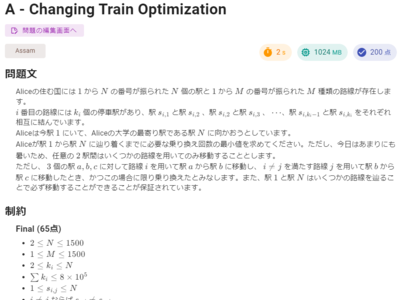 A - Changing Train Optimization
問題の編集画面へ
Assam
2 s
1024 MB
200 点
問題文
Aliceの住む国には 1 から N の番号が振られた N 個の駅と 1 から M の番号が振られた M 種類の路線が存在しま
す。
i 番目の路線には k_i 個の停車駅があり、駅 s_{i,1} と駅 s_{i,2} 、駅 s_{i,2} と駅 s_{i,3} 、 ⋯、駅 s_{i,k_i−1} と駅 s_{i,k_i} をそれぞれ
相互に結んでいます。
Aliceは今駅 1 にいて、Aliceの大学の最寄り駅である駅 N に向かおうとしています。
Aliceが駅 1 から駅 N に辿り着くまでに必要な乗り換え回数の最小値を求めてください。ただし、今日はあまりにも
暑いため、任意の 2 駅間はいくつかの路線を用いてのみ移動することとします。
ただし、3 個の駅 a, b, c に対して路線 i を用いて駅 a から駅 b に移動し、 i ≠ j を満たす路線 j を用いて駅 b から
駅 c に移動したとき、かつこの場合に限り乗り換えたとみなします。また、駅 1 と駅 N はいくつかの路線を辿るこ
とで必ず移動することができることが保証されています。
制約
Final (65点)
2 ≤ N ≤ 1500
1 ≤ M ≤ 1500
2 ≤ k_i ≤ N
∑ k_i ≤ 8 × 10^5
1 ≤ s_{i,j} ≤ N